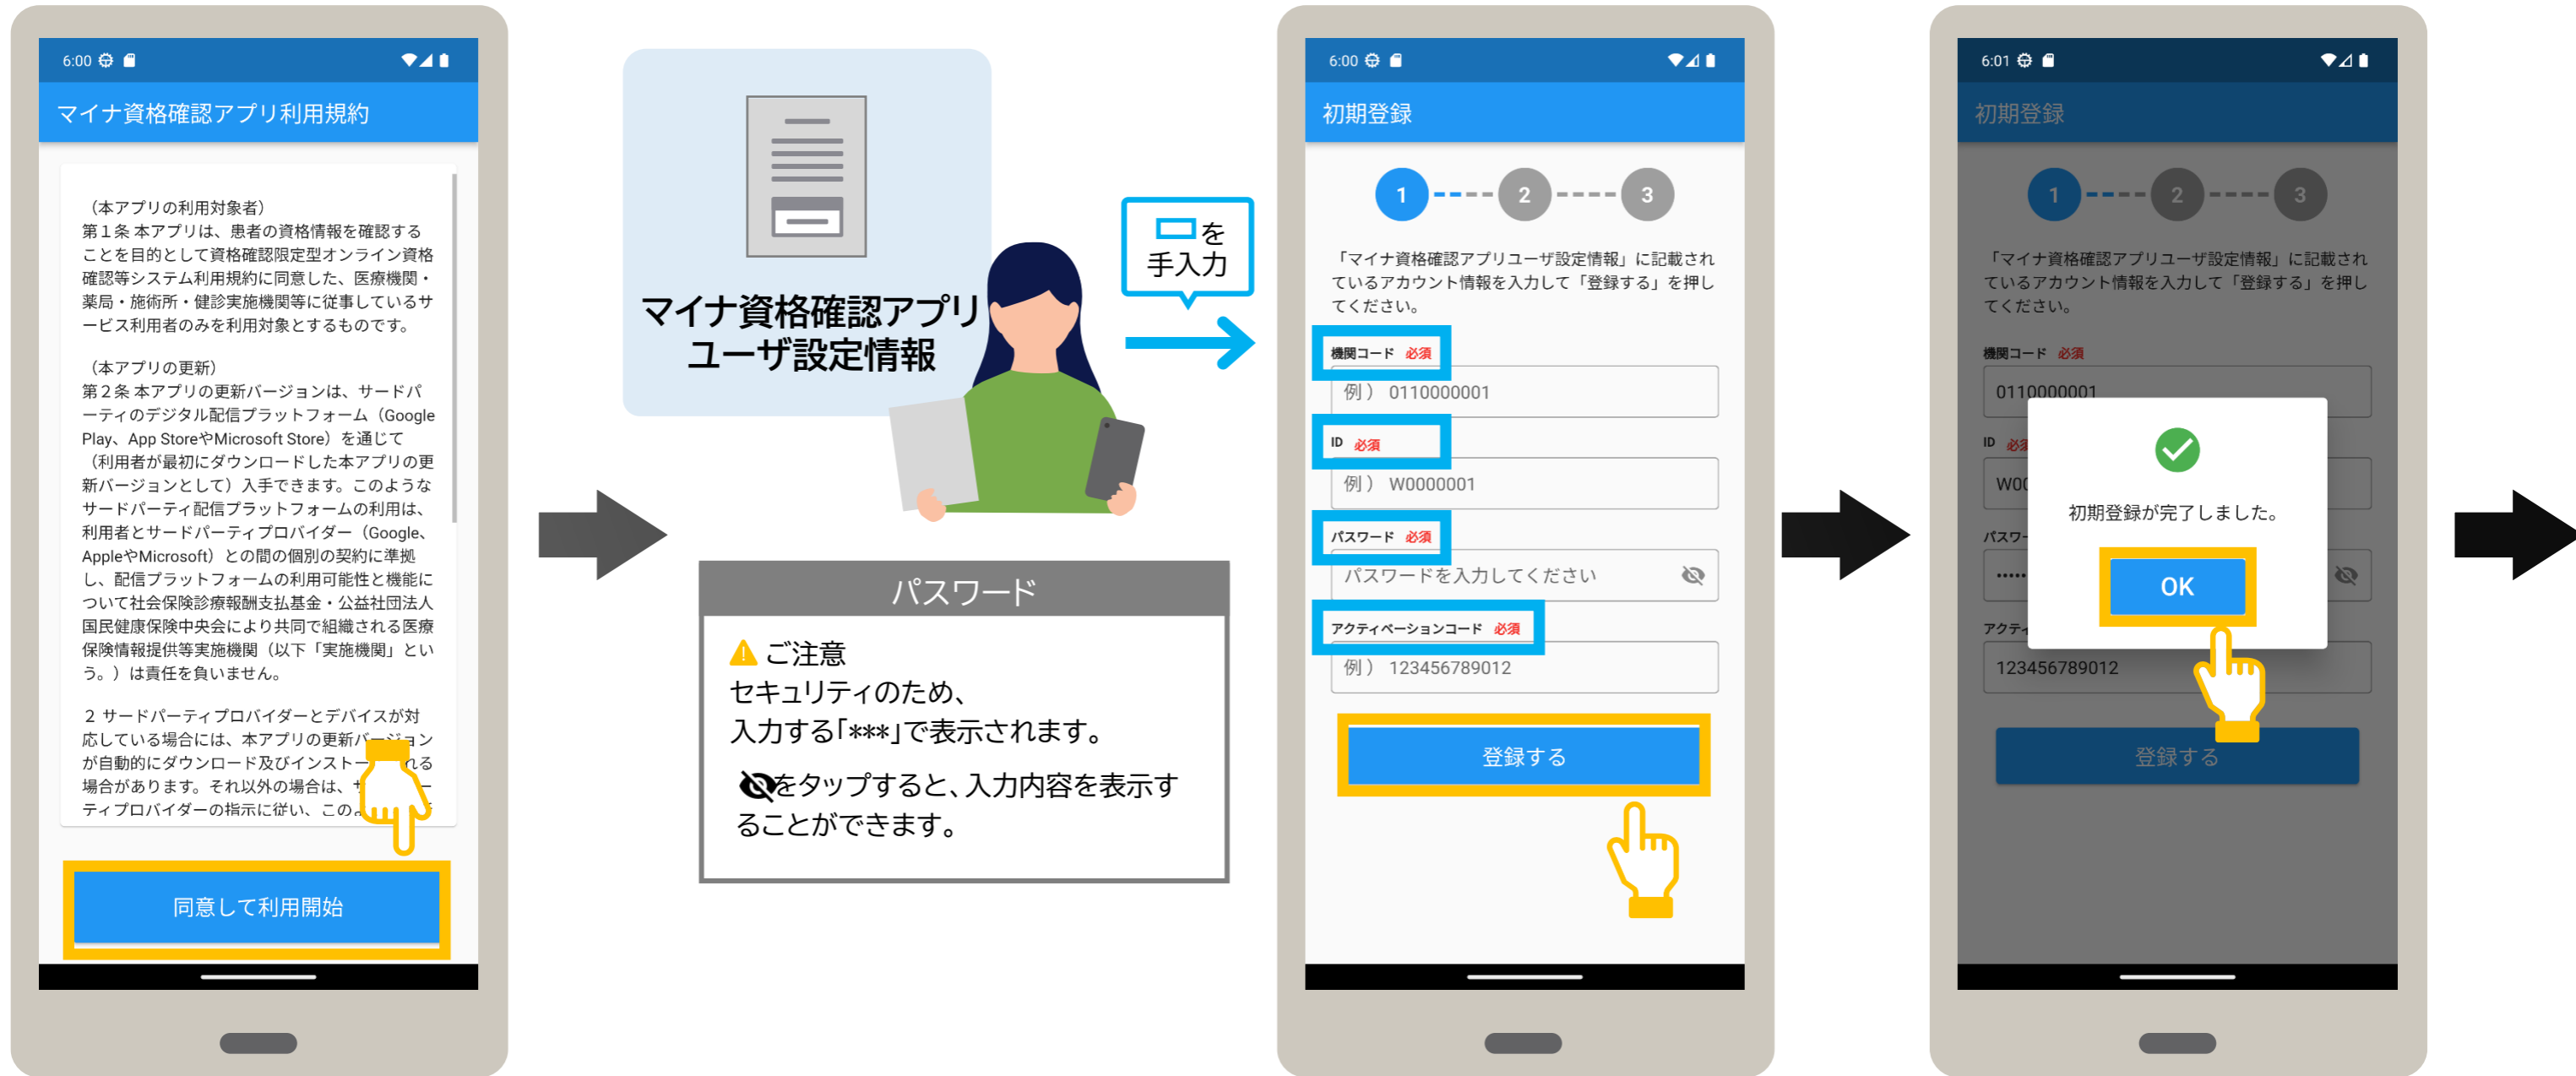 6:00
マイナ資格確認アプリ利用規約
（本アプリの利用対象者）
第１条 本アプリは、患者の資格情報を確認する
ことを目的として資格確認限定型オンライン資格
確認等システム利用規約に同意した、医療機関・
薬局・施術所・健診実施機関等に従事しているサ
ービス利用者のみを利用対象とするものです。
（本アプリの更新）
第２条 本アプリの更新バージョンは、サードパ
ーティのデジタル配信プラットフォーム（Google
Play、App StoreやMicrosoft Store）を通じて
（利用者が最初にダウンロードした本アプリの更
新バージョンとして）入手できます。このような
サードパーティ配信プラットフォームの利用は、
利用者とサードパーティプロバイダー（Google、
AppleやMicrosoft）との間の個別の契約に準拠
し、配信プラットフォームの利用可能性と機能に
ついて社会保険診療報酬支払基金・公益社団法人
国民健康保険中央会により共同で組織される医療
保険情報提供等実施機関（以下「実施機関」とい
う。）は責任を負いません。
２ サードパーティプロバイダーとデバイスが対
応している場合には、本アプリの更新バージョン
が自動的にダウンロード及びインストー れる
場合があります。それ以外の場合は、 ー
ティプロバイダーの指示に従い、この
同意して利用開始
マイナ資格確認アプリ
ユーザ設定情報
を
手入力
パスワード
ご注意
セキュリティのため、
入力する「***」で表示されます。
をタップすると、入力内容を表示す
ることができます。
6:00
初期登録
1
2
3
「マイナ資格確認アプリユーザ設定情報」に記載され
ているアカウント情報を入力して「登録する」を押し
てください。
機関コード 必須
例） 0110000001
ID 必須
例） W0000001
パスワード 必須
パスワードを入力してください
アクティベーションコード 必須
例） 123456789012
登録する
6:01
初期登録
1
2
3
「マイナ資格確認アプリユーザ設定情報」に記載され
ているアカウント情報を入力して「登録する」を押し
てください。
機関コード 必須
0110000001
ID 必須
W00
パスワー
•••••
アクティ
123456789012
初期登録が完了しました。
OK
登録する